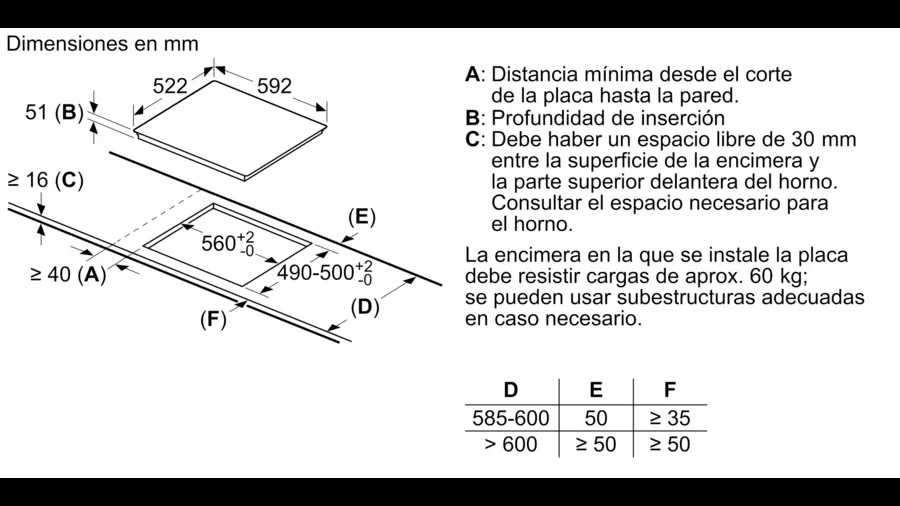 Dimensiones en mm
522
592
51 (B)
≥ 16 (C)
(E)
560 +2 -0
490-500 +2 -0
≥ 40 (A)
(D)
(F)
A: Distancia mínima desde el corte
de la placa hasta la pared.
B: Profundidad de inserción
C: Debe haber un espacio libre de 30 mm
entre la superficie de la encimera y
la parte superior delantera del horno.
Consultar el espacio necesario para
el horno.
La encimera en la que se instale la placa
debe resistir cargas de aprox. 60 kg;
se pueden usar subestructuras adecuadas
en caso necesario.
D E F
585-600 50 ≥ 35
> 600 ≥ 50 ≥ 50